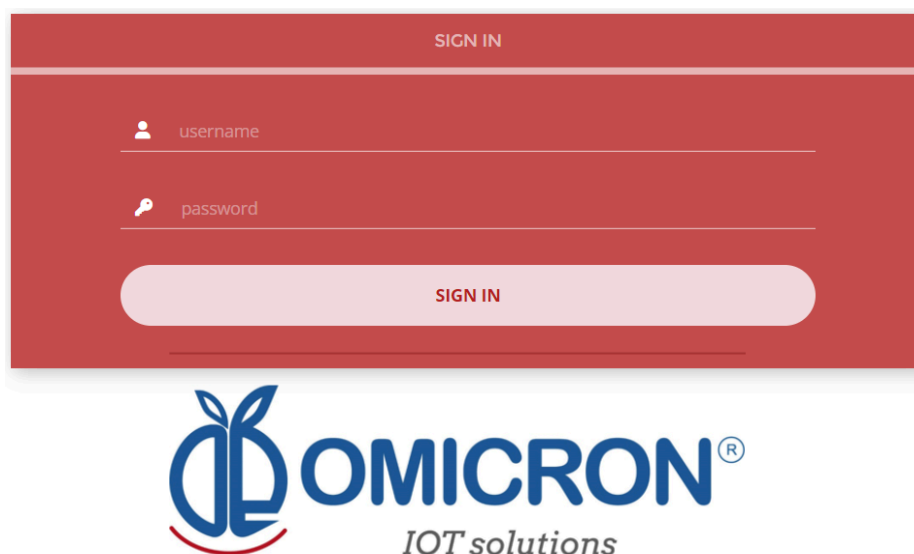 SIGN IN
username
password
SIGN IN
OMICRON®
IOT solutions